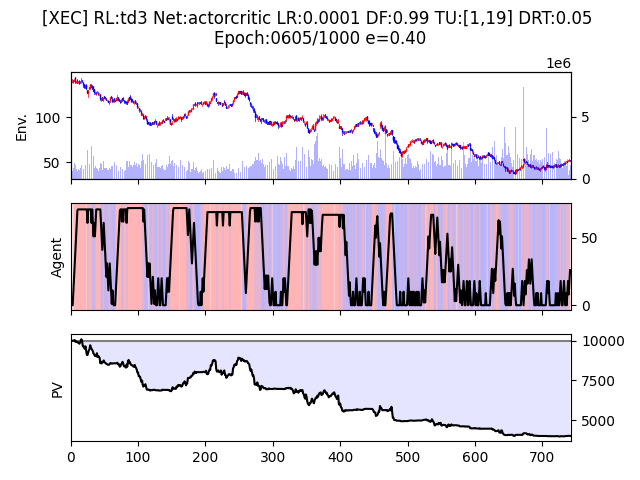 [XEC] RL:td3 Net:actorcritic LR:0.0001 DF:0.99 TU:[1,19] DRT:0.05
Epoch:0605/1000 e=0.40
1e6
Env.
100
50
5
0
Agent
50
0
PV
10000
7500
5000
0 100 200 300 400 500 600 700